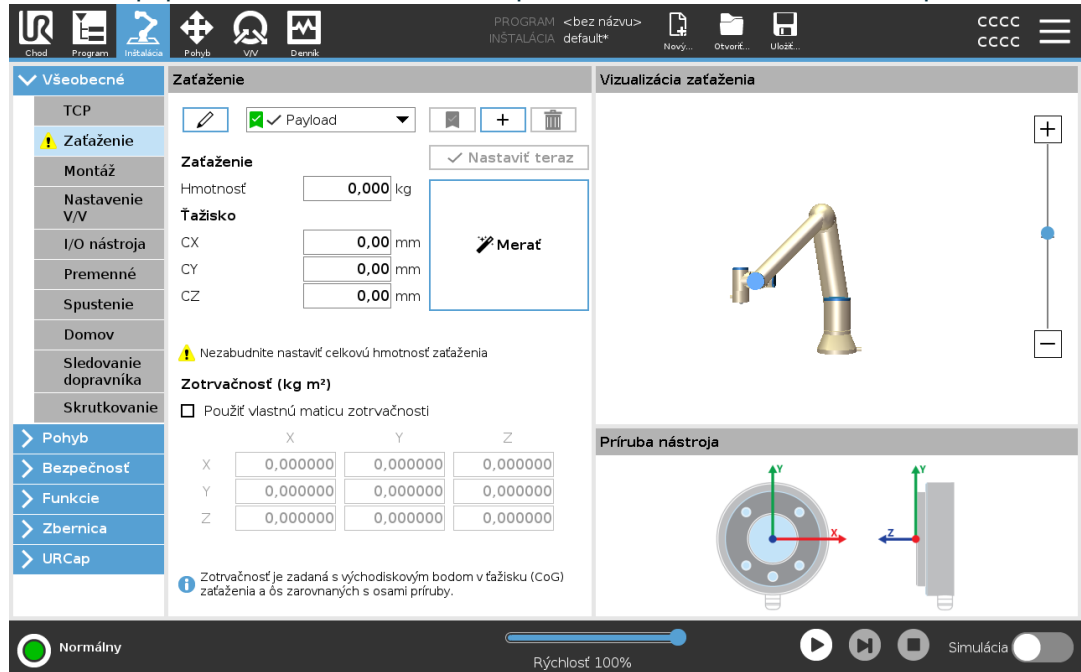 PROGRAM <bez názvu>
INŠTALÁCIA default*
CCCC
CCCC
Chod Program Inštalácia Pohyb V/V Denník Nový... Otvoriť... Uložiť...
Všeobecné
TCP
Zaťaženie
Montáž
Nastavenie
V/V
I/O nástroja
Premenné
Spustenie
Domov
Sledovanie
dopravníka
Skrutkovanie
Pohyb
Bezpečnosť
Funkcie
Zbernica
URCap
Zaťaženie
Payload
Nastaviť teraz
Zaťaženie
Hmotnosť 0,000 kg
Ťažisko
CX 0,00 mm
CY 0,00 mm
CZ 0,00 mm
Merať
Nezabudnite nastaviť celkovú hmotnosť zaťaženia
Zotrvačnosť (kg m²)
Použiť vlastnú maticu zotrvačnosti
X Y Z
X 0,000000 0,000000 0,000000
Y 0,000000 0,000000 0,000000
Z 0,000000 0,000000 0,000000
Zotrvačnosť je zadaná s východiskovým bodom v ťažisku (CoG)
zaťaženia a ôs zarovnaných s osami príruby.
Vizualizácia zaťaženia
Príruba nástroja
Y Y
X Z
Normálny
Rýchlosť 100%
Simulácia